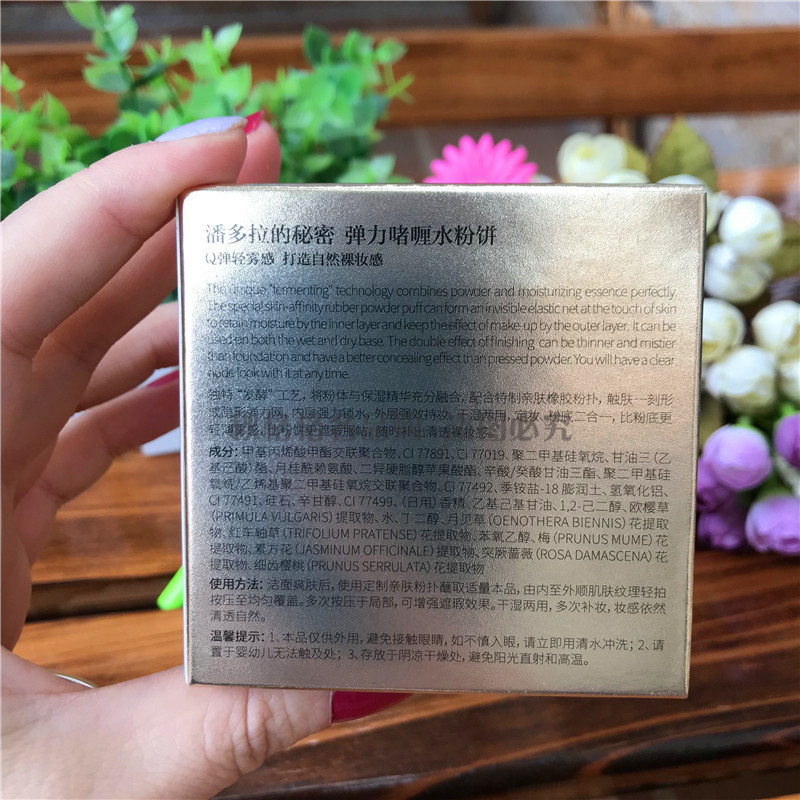 潘多拉的秘密 弹力啫喱水粉饼
Q弹轻雾感 打造自然裸妆感
The unique "fermenting" technology combines powder and moisturizing essence perfectly.
The special skin-affinity rubber powder puff can form an invisible elastic net at the touch of skin
to retain moisture by the inner layer and keep the effect of make-up by the outer layer. It can be
used on both the wet and dry base. The double effect of finishing can be thinner and mistier
than foundation and have a better concealing effect than pressed powder. You will have a clear
nude look with it at any time.
独特“发酵”工艺，将粉体与保湿精华充分融合，配合特制亲肤橡胶粉扑，触肤一刻形
内层强力锁水，外层强效持妆。干湿两用，定妆、粉底二合一，比粉底更
随时补出清透裸妆感
必究
成分：甲基丙烯酸甲酯交联聚合物、CI 77891、CI 77019、聚二甲基硅氧烷、甘油三（乙
基己酸）酯、月桂酰赖氨酸、二异硬脂醇苹果酸酯、辛酸/癸酸甘油三酯、聚二甲基硅
氧烷/乙烯基聚二甲基硅氧烷交联聚合物、CI 77492、季铵盐-18 膨润土、氢氧化铝、
CI 77491、硅石、辛甘醇、CI 77499、（日用）香精、乙基己基甘油、1,2-己二醇、欧樱草
（PRIMULA VULGARIS）提取物、水、丁二醇、月见草（OENOTHERA BIENNIS）花提取
物、红车轴草（TRIFOLIUM PRATENSE）花提取物、苯氧乙醇、梅（PRUNUS MUME）花
提取物、素方花（JASMINUM OFFICINALE）提取物、突厥蔷薇（ROSA DAMASCENA）花
提取物、细齿樱桃（PRUNUS SERRULATA）花提取物
使用方法：洁面爽肤后，使用定制亲肤粉扑蘸取适量本品，由内至外顺肌肤纹理轻拍
按压至均匀覆盖。多次按压于局部，可增强遮瑕效果。干湿两用，多次补妆，妆感依然
清透自然。
温馨提示：1、本品仅供外用，避免接触眼睛，如不慎入眼，请立即用清水冲洗；2、请
置于婴幼儿无法触及处；3、存放于阴凉干燥处，避免阳光直射和高温。